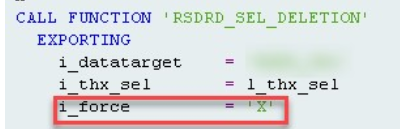 CALL FUNCTION 'RSDRD_SEL_DELETION'
EXPORTING
i_datatarget =
i_thx_sel = l_thx_sel
i_force = 'X'